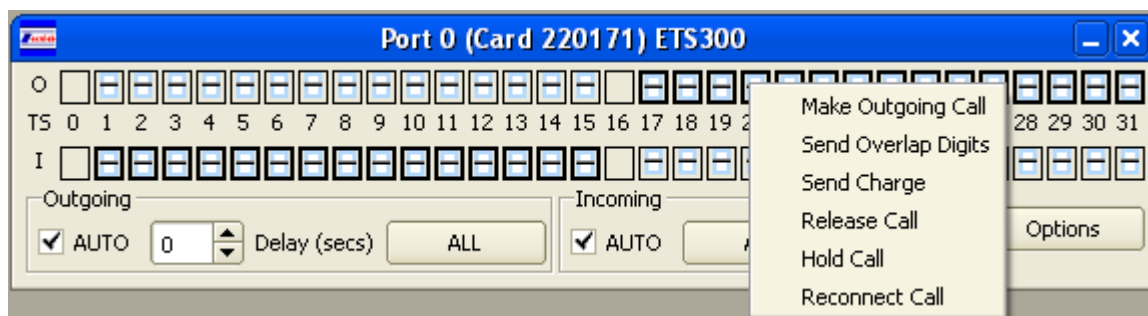 Port 0 (Card 220171) ETS300
O
TS 0 1 2 3 4 5 6 7 8 9 10 11 12 13 14 15 16 17 18 19 2 28 29 30 31
I
Make Outgoing Call
Send Overlap Digits
Send Charge
Release Call
Hold Call
Reconnect Call
Outgoing
AUTO 0 Delay (secs) ALL
Incoming
AUTO
Options